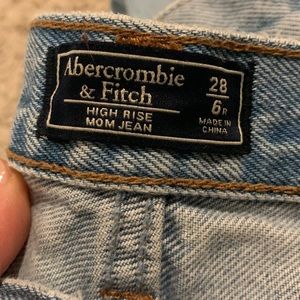 Abercrombie
& Fitch
HIGH RISE
MOM JEAN
28
6R
MADE IN
CHINA